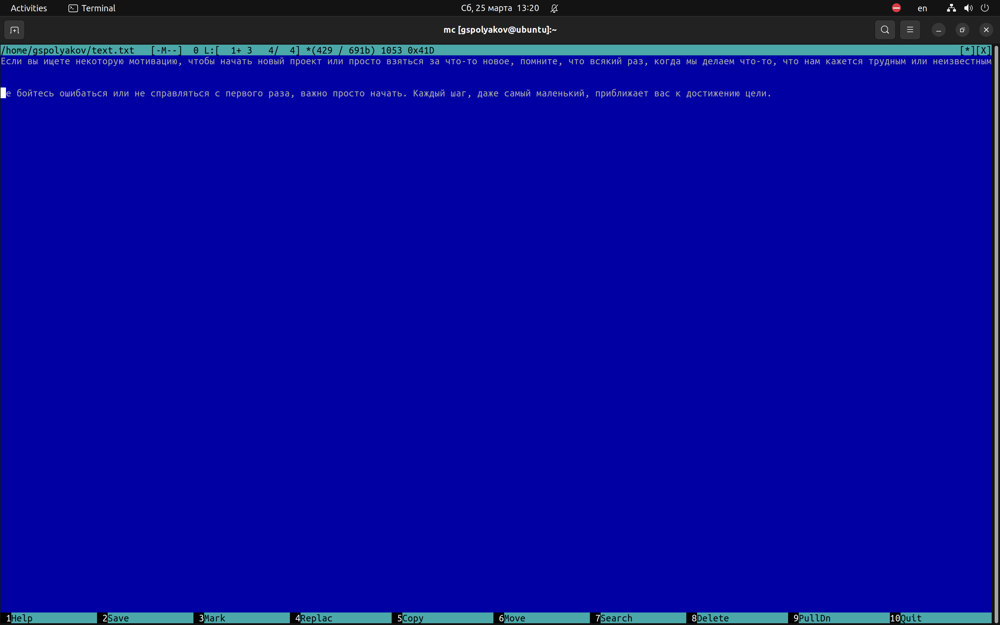 Activities Terminal Сб, 25 марта 13:20 en
mc [gspolyakov@ubuntu]:~
/home/gspolyakov/text.txt [-M--] 0 L:[ 1+ 3 4/ 4] *(429 / 691b) 1053 0x41D [*][X]
Если вы ищете некоторую мотивацию, чтобы начать новый проект или просто взяться за что-то новое, помните, что всякий раз, когда мы делаем что-то, что нам кажется трудным или неизвестным
е бойтесь ошибаться или не справляться с первого раза, важно просто начать. Каждый шаг, даже самый маленький, приближает вас к достижению цели.
1Help 2Save 3Mark 4Replac 5Copy 6Move 7Search 8Delete 9PullDn 10Quit